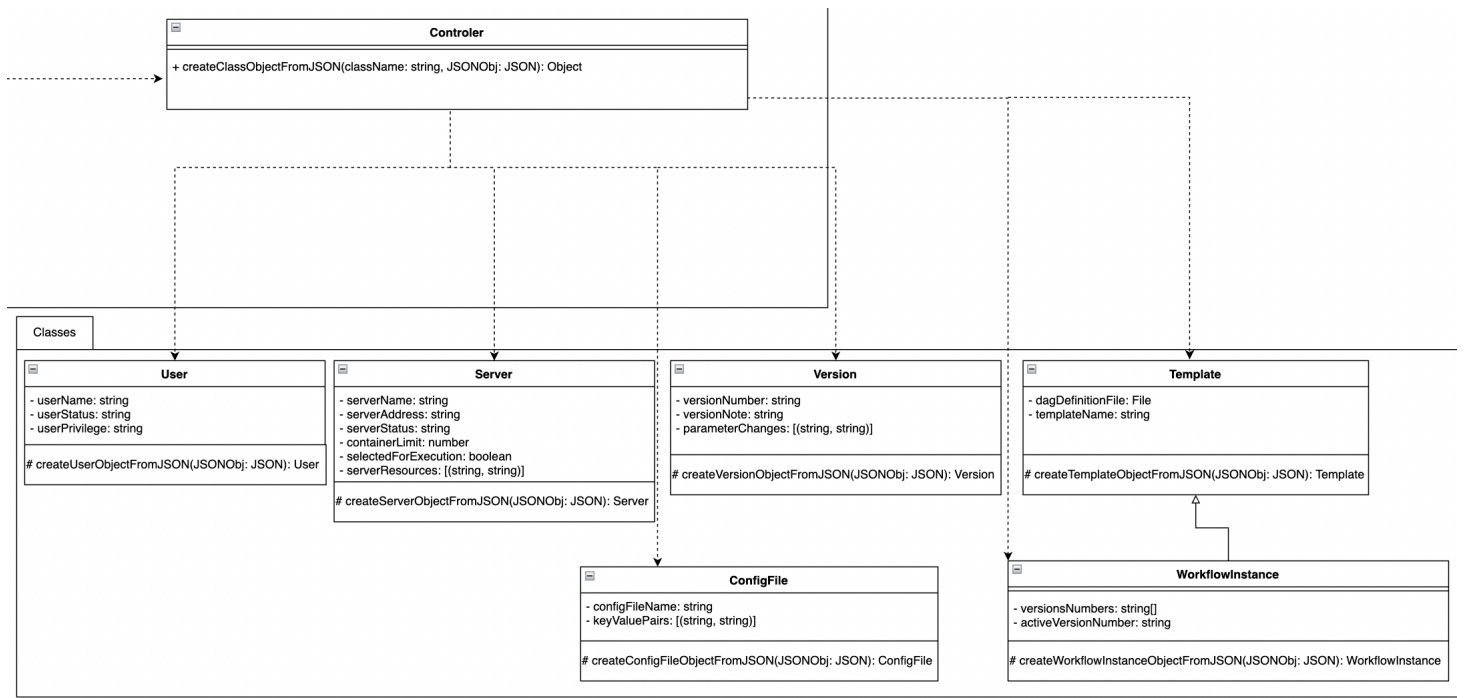 Controler
+ createClassObjectFromJSON(className: string, JSONObj: JSON): Object
Classes
User
- userName: string
- userStatus: string
- userPrivilege: string
# createUserObjectFromJSON(JSONObj: JSON): User
Server
- serverName: string
- serverAddress: string
- serverStatus: string
- containerLimit: number
- selectedForExecution: boolean
- serverResources: [(string, string)]
# createServerObjectFromJSON(JSONObj: JSON): Server
Version
- versionNumber: string
- versionNote: string
- parameterChanges: [(string, string)]
# createVersionObjectFromJSON(JSONObj: JSON): Version
Template
- dagDefinitionFile: File
- templateName: string
# createTemplateObjectFromJSON(JSONObj: JSON): Template
ConfigFile
- configFileName: string
- keyValuePairs: [(string, string)]
# createConfigFileObjectFromJSON(JSONObj: JSON): ConfigFile
WorkflowInstance
- versionsNumbers: string[]
- activeVersionNumber: string
# createWorkflowInstanceObjectFromJSON(JSONObj: JSON): WorkflowInstance